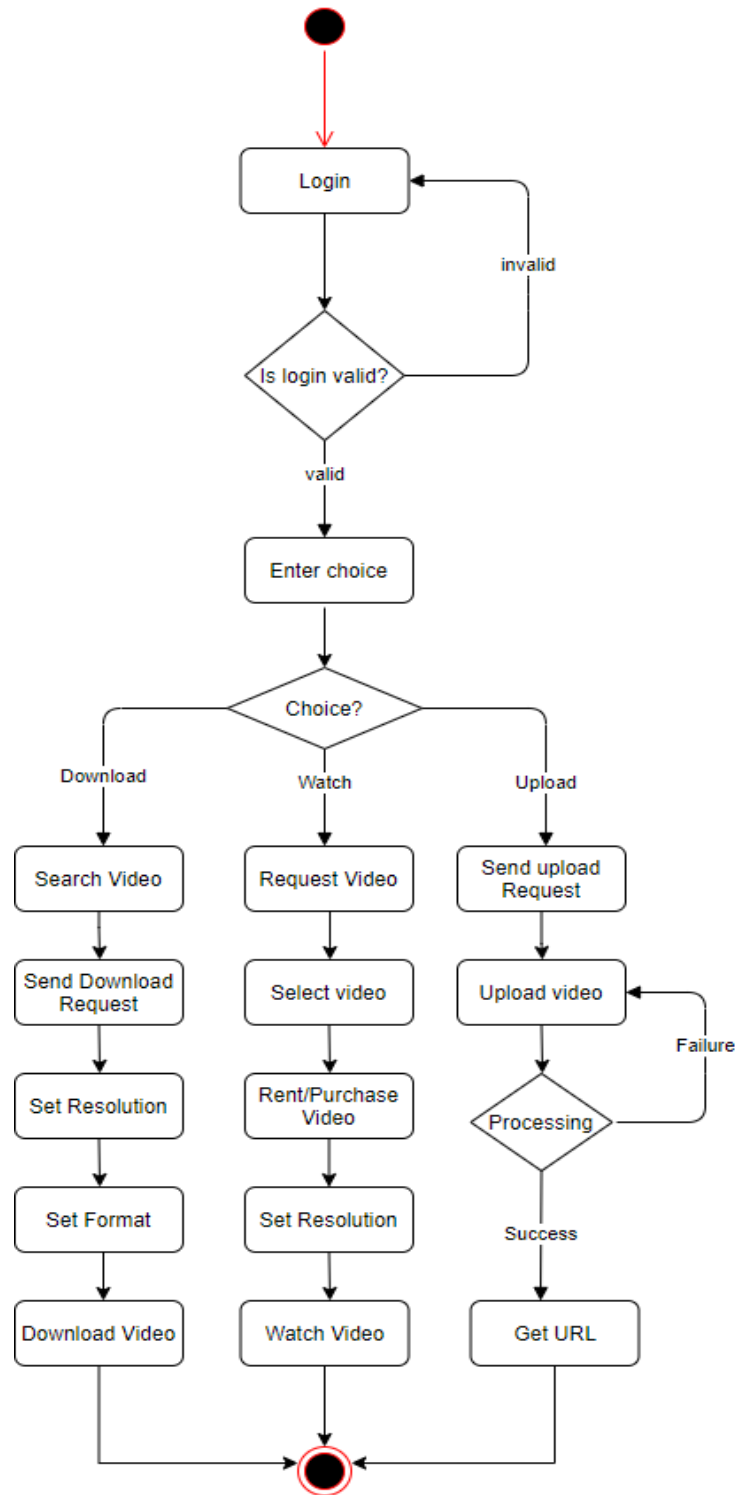 Login
invalid
Is login valid?
valid
Enter choice
Choice?
Download
Watch
Upload
Search Video
Request Video
Send upload
Request
Send Download
Request
Select video
Upload video
Failure
Set Resolution
Rent/Purchase
Video
Processing
Set Format
Set Resolution
Success
Download Video
Watch Video
Get URL